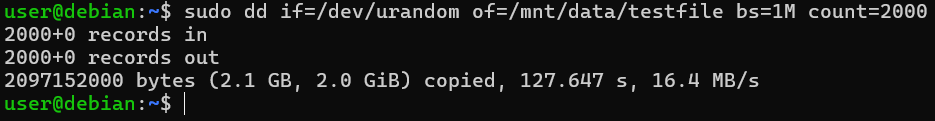 user@debian:~$ sudo dd if=/dev/urandom of=/mnt/data/testfile bs=1M count=2000
2000+0 records in
2000+0 records out
2097152000 bytes (2.1 GB, 2.0 GiB) copied, 127.647 s, 16.4 MB/s
user@debian:~$